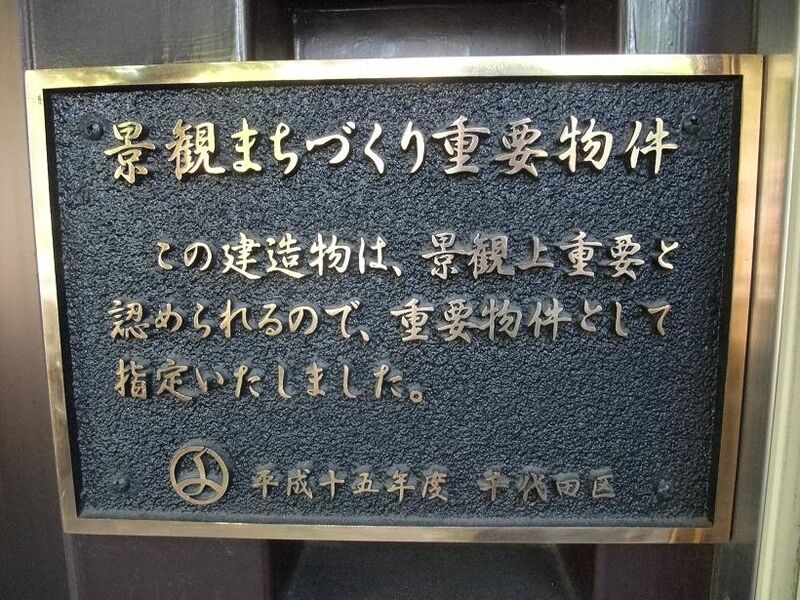 景観まちづくり重要物件
この建造物は、景観上重要と
認められるので、重要物件として
指定いたしました。
平成十五年度 千代田区